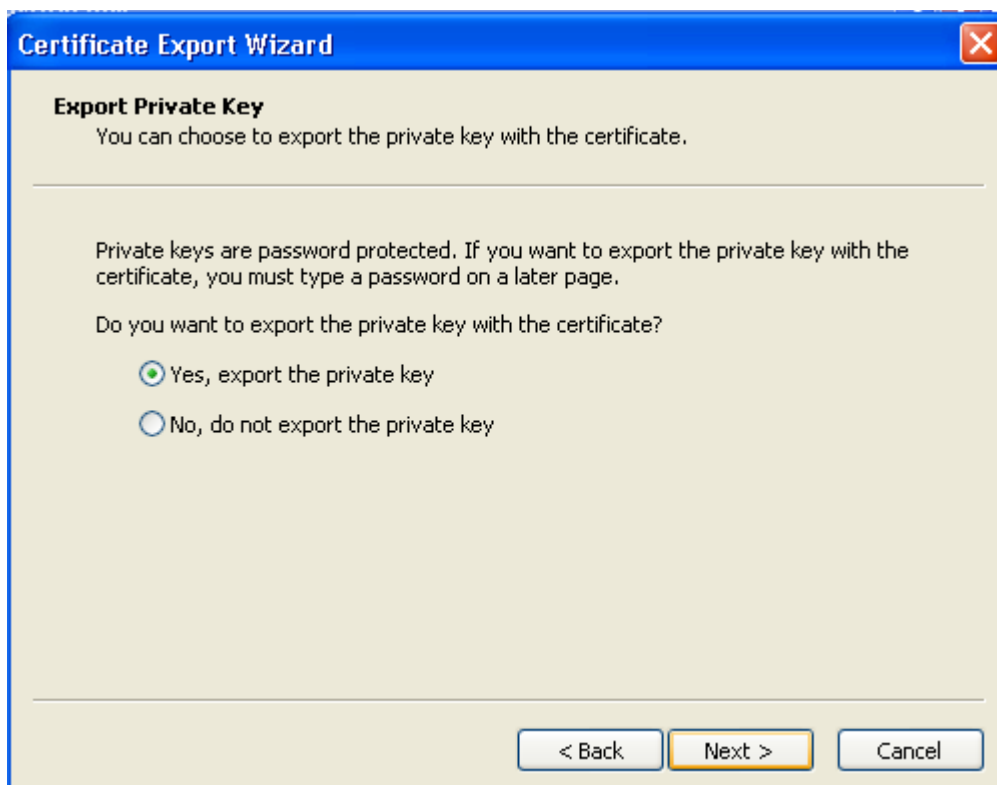 Certificate Export Wizard
Export Private Key
You can choose to export the private key with the certificate.
Private keys are password protected. If you want to export the private key with the
certificate, you must type a password on a later page.
Do you want to export the private key with the certificate?
Yes, export the private key
No, do not export the private key
< Back
Next >
Cancel